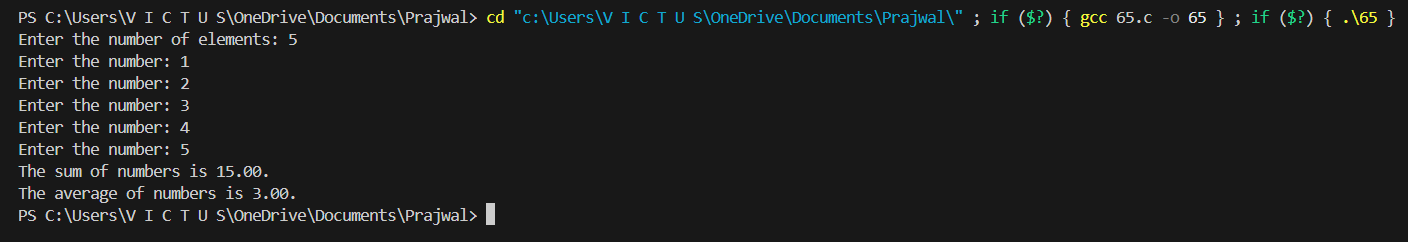 PS C:\Users\V I C T U S\OneDrive\Documents\Prajwal> cd "c:\Users\V I C T U S\OneDrive\Documents\Prajwal\" ; if ($?) { gcc 65.c -o 65 } ; if ($?) { .\65 }
Enter the number of elements: 5
Enter the number: 1
Enter the number: 2
Enter the number: 3
Enter the number: 4
Enter the number: 5
The sum of numbers is 15.00.
The average of numbers is 3.00.
PS C:\Users\V I C T U S\OneDrive\Documents\Prajwal>